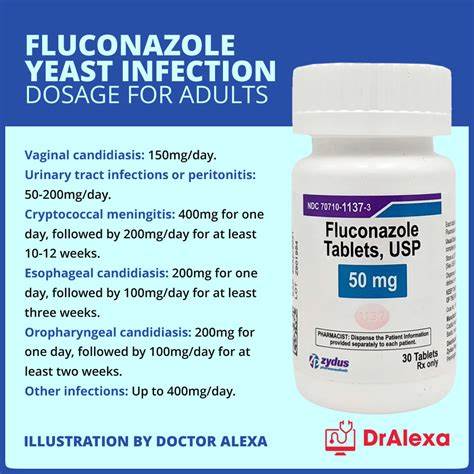 FLUCONAZOLE
YEAST INFECTION
DOSAGE FOR ADULTS
Vaginal candidiasis: 150mg/day.
Urinary tract infections or peritonitis:
50-200mg/day.
Cryptococcal meningitis: 400mg for one
day, followed by 200mg/day for at least
10-12 weeks.
Esophageal candidiasis: 200mg for one
day, followed by 100mg/day for at least
three weeks.
Oropharyngeal candidiasis: 200mg for
one day, followed by 100mg/day for at
least two weeks.
Other infections: Up to 400mg/day.
ILLUSTRATION BY DOCTOR ALEXA
NDC 70710-1137-3
Fluconazole
Tablets, USP
50 mg
1137
PHARMACIST: Dispense the Patient Information
provided separately to each patient.
zydus
pharmaceuticals
30 Tablets
Rx only
DrAlexa